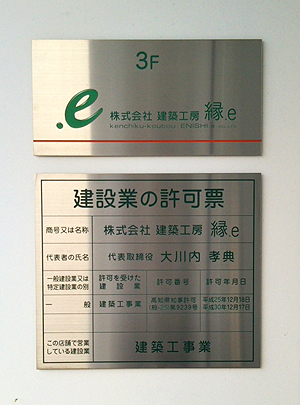 3F
.e 株式会社 建築工房 縁.e
kenchiku-koubou ENISHI.e
建設業の許可票
商号又は名称 株式会社 建築工房 縁.e
代表者の氏名 代表取締役 大川内 孝典
一般建設業又は特定建設業の別 許可を受けた建設業 許可番号 許可年月日
一般 建築工事業 高知県知事許可 平成25年12月18日
第9239号 平成30年12月17日
この店舗で営業
している建設業 建築工事業